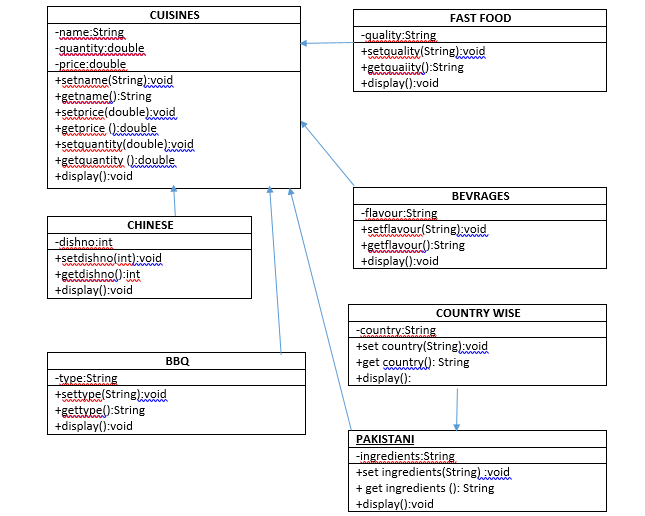 CUISINES
-name:String
-quantity:double
-price:double
+setname(String):void
+getname():String
+setprice(double):void
+getprice ():double
+setquantity(double):void
+getquantity ():double
+display():void
FAST FOOD
-quality:String
+setquality(String):void
+getquaiity():String
+display():void
BEVRAGES
-flavour:String
+setflavour(String):void
+getflavour():String
+display():void
CHINESE
-dishno:int
+setdishno(int):void
+getdishno():int
+display():void
COUNTRY WISE
-country:String
+set country(String):void
+get country(): String
+display():
BBQ
-type:String
+settype(String):void
+gettype():String
+display():void
PAKISTANI
-ingredients:String
+set ingredients(String) :void
+ get ingredients (): String
+display():void